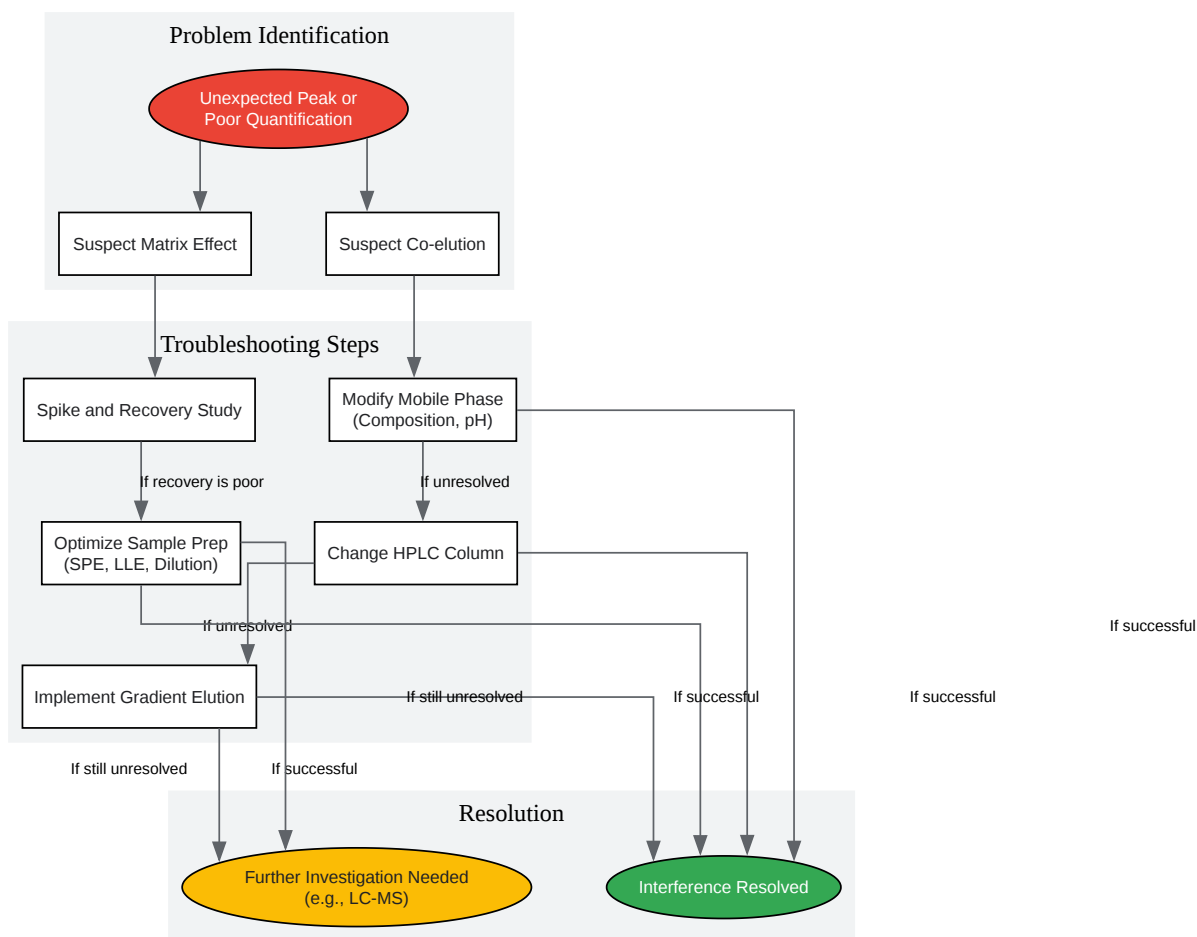 Problem Identification
Unexpected Peak or
Poor Quantification
Suspect Matrix Effect
Suspect Co-elution
Troubleshooting Steps
Spike and Recovery Study
Modify Mobile Phase
(Composition, pH)
If recovery is poor
If unresolved
Optimize Sample Prep
(SPE, LLE, Dilution)
Change HPLC Column
If unresolved
If successful
Implement Gradient Elution
If still unresolved
If successful
If successful
If still unresolved
If successful
Resolution
Further Investigation Needed
(e.g., LC-MS)
Interference Resolved